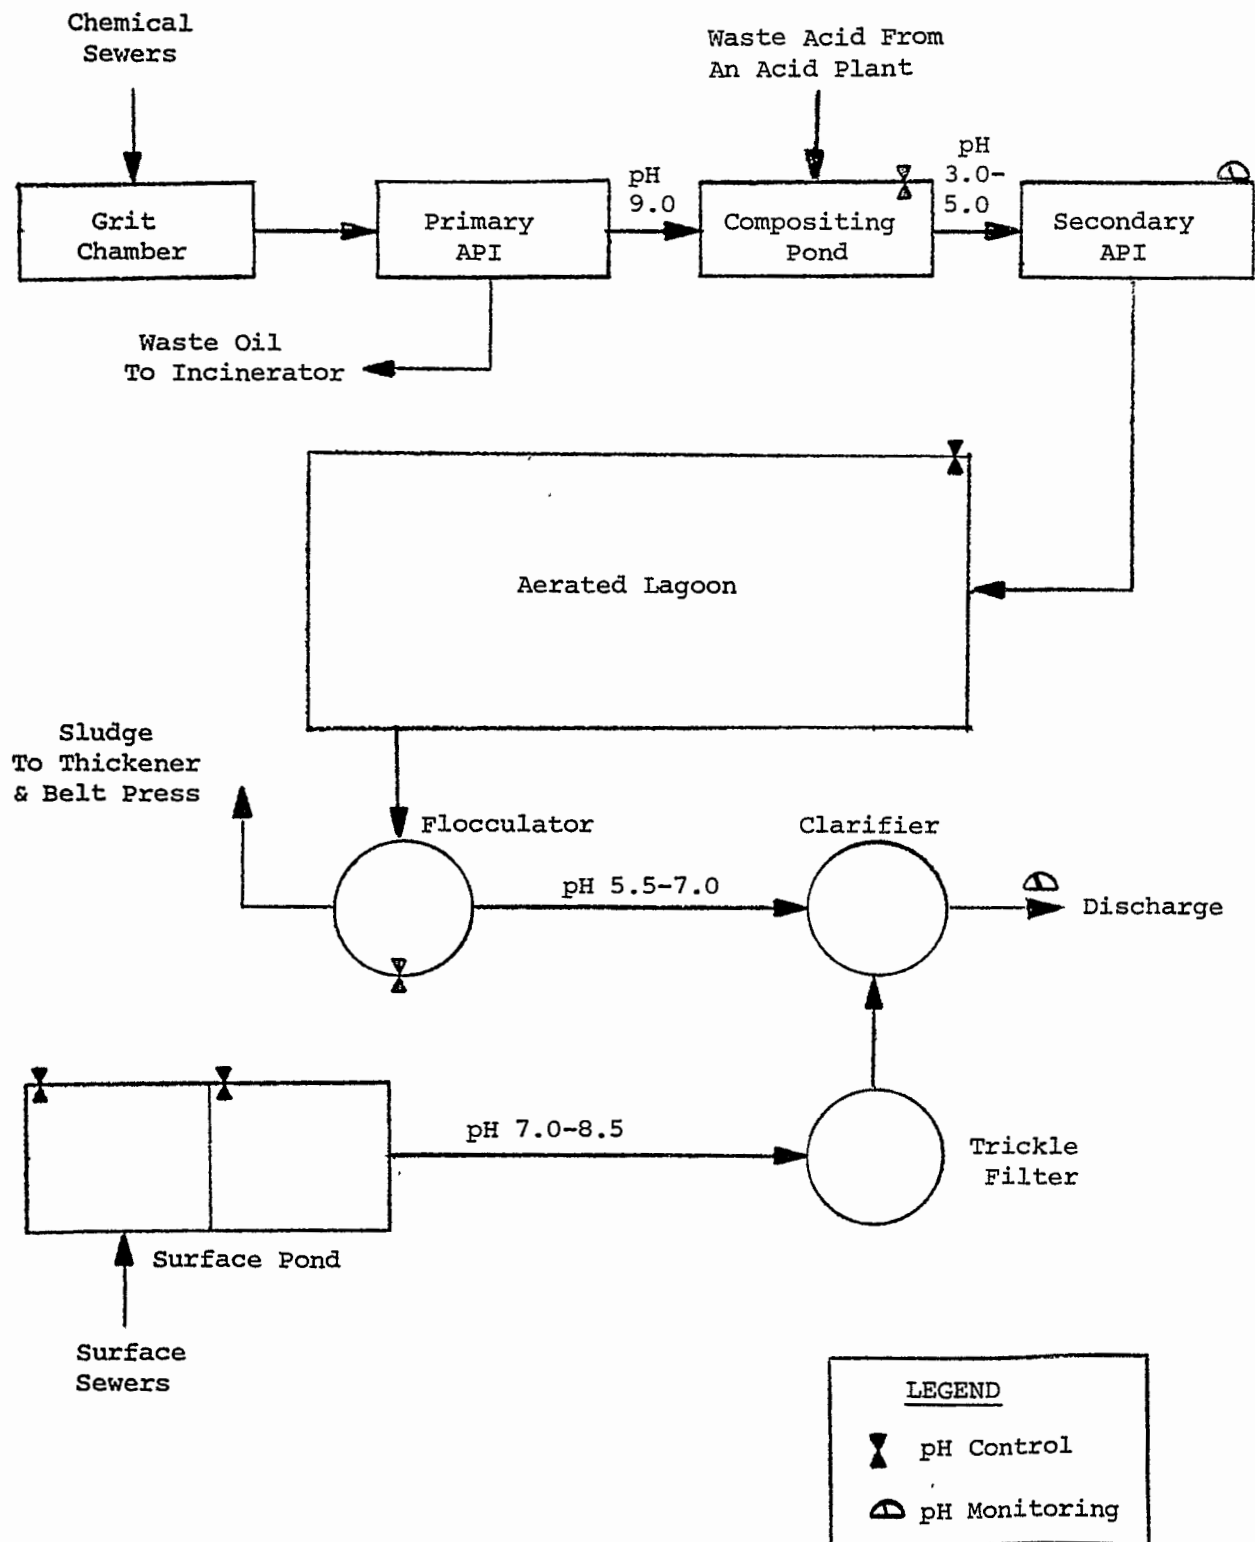 Chemical
Sewers
Waste Acid From
An Acid Plant
Grit
Chamber
Primary
API
pH
9.0
Compositing
Pond
pH
3.0-
5.0
Secondary
API
Waste Oil
To Incinerator
Aerated Lagoon
Sludge
To Thickener
& Belt Press
Flocculator
Clarifier
pH 5.5-7.0
Discharge
pH 7.0-8.5
Trickle
Filter
Surface Pond
Surface
Sewers
LEGEND
pH Control
pH Monitoring